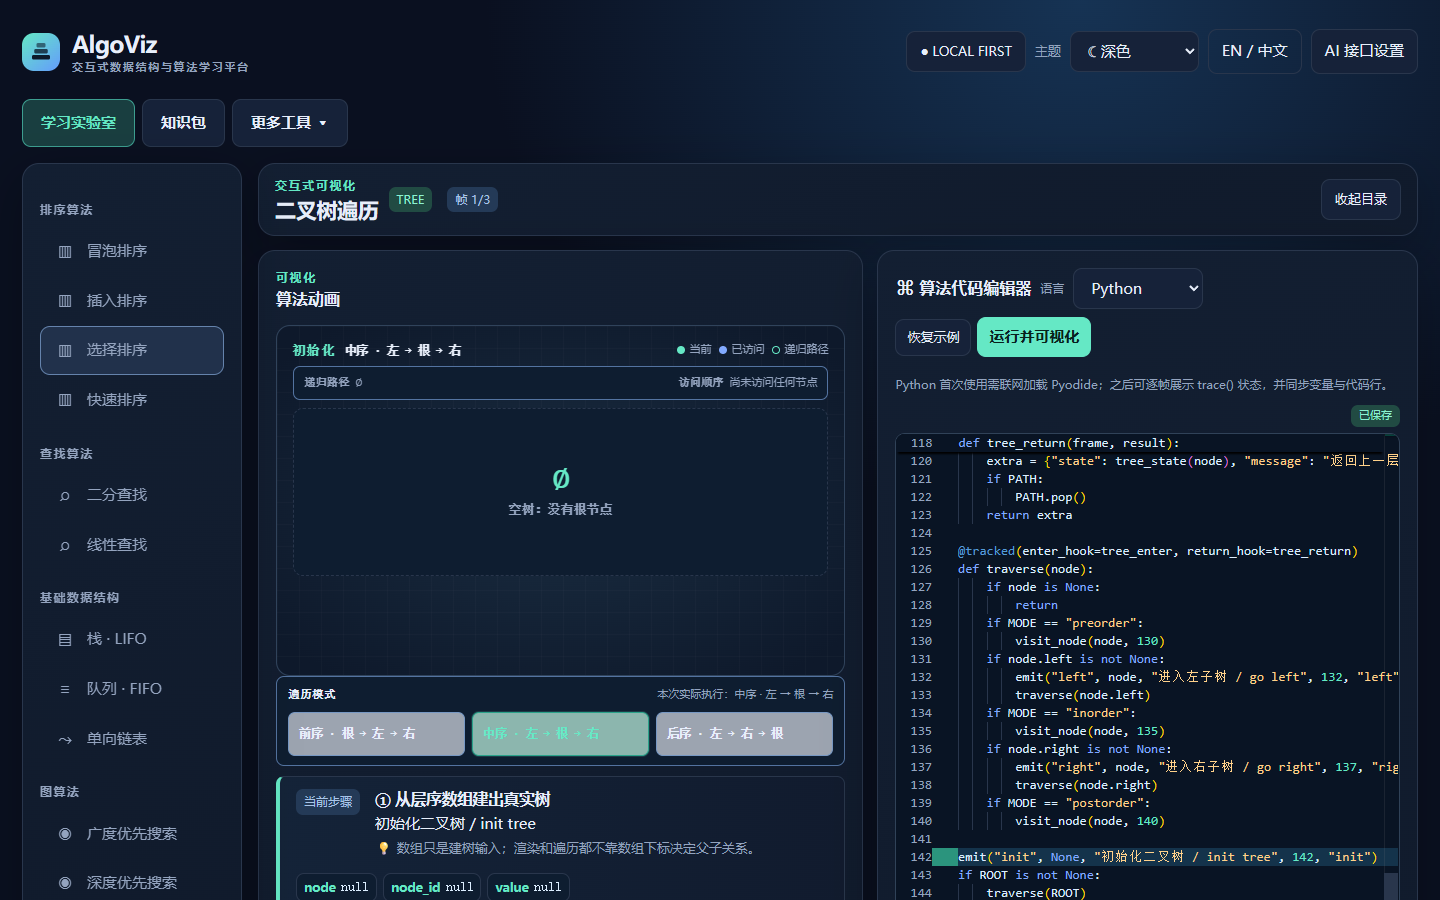 AlgoViz
交互式数据结构与算法学习平台
● LOCAL FIRST
主题
☾ 深色
EN / 中文
AI 接口设置
学习实验室
知识包
更多工具 ▾
排序算法
冒泡排序
插入排序
选择排序
快速排序
查找算法
二分查找
线性查找
基础数据结构
栈 · LIFO
队列 · FIFO
单向链表
图算法
广度优先搜索
深度优先搜索
交互式可视化
二叉树遍历
TREE
帧 1/3
收起目录
可视化
算法动画
初始化 中序 · 左 → 根 → 右
当前 已访问 递归路径
递归路径 Ø
访问顺序 尚未访问任何节点
Ø
空树：没有根节点
遍历模式
本次实际执行：中序 · 左 → 根 → 右
前序 · 根 → 左 → 右
中序 · 左 → 根 → 右
后序 · 左 → 右 → 根
当前步骤
① 从层序数组建出真实树
初始化二叉树 / init tree
💡 数组只是建树输入；渲染和遍历都不靠数组下标决定父子关系。
node null
node_id null
value null
⌘ 算法代码编辑器
语言
Python
恢复示例
运行并可视化
Python 首次使用需联网加载 Pyodide；之后可逐帧展示 trace() 状态，并同步变量与代码行。
已保存
118 def tree_return(frame, result):
120 extra = {"state": tree_state(node), "message": "返回上一层
121 if PATH:
122 PATH.pop()
123 return extra
124
125 @tracked(enter_hook=tree_enter, return_hook=tree_return)
126 def traverse(node):
127 if node is None:
128 return
129 if MODE == "preorder":
130 visit_node(node, 130)
131 if node.left is not None:
132 emit("left", node, "进入左子树 / go left", 132, "left"
133 traverse(node.left)
134 if MODE == "inorder":
135 visit_node(node, 135)
136 if node.right is not None:
137 emit("right", node, "进入右子树 / go right", 137, "rig
138 traverse(node.right)
139 if MODE == "postorder":
140 visit_node(node, 140)
141
142 emit("init", None, "初始化二叉树 / init tree", 142, "init")
143 if ROOT is not None:
144 traverse(ROOT)